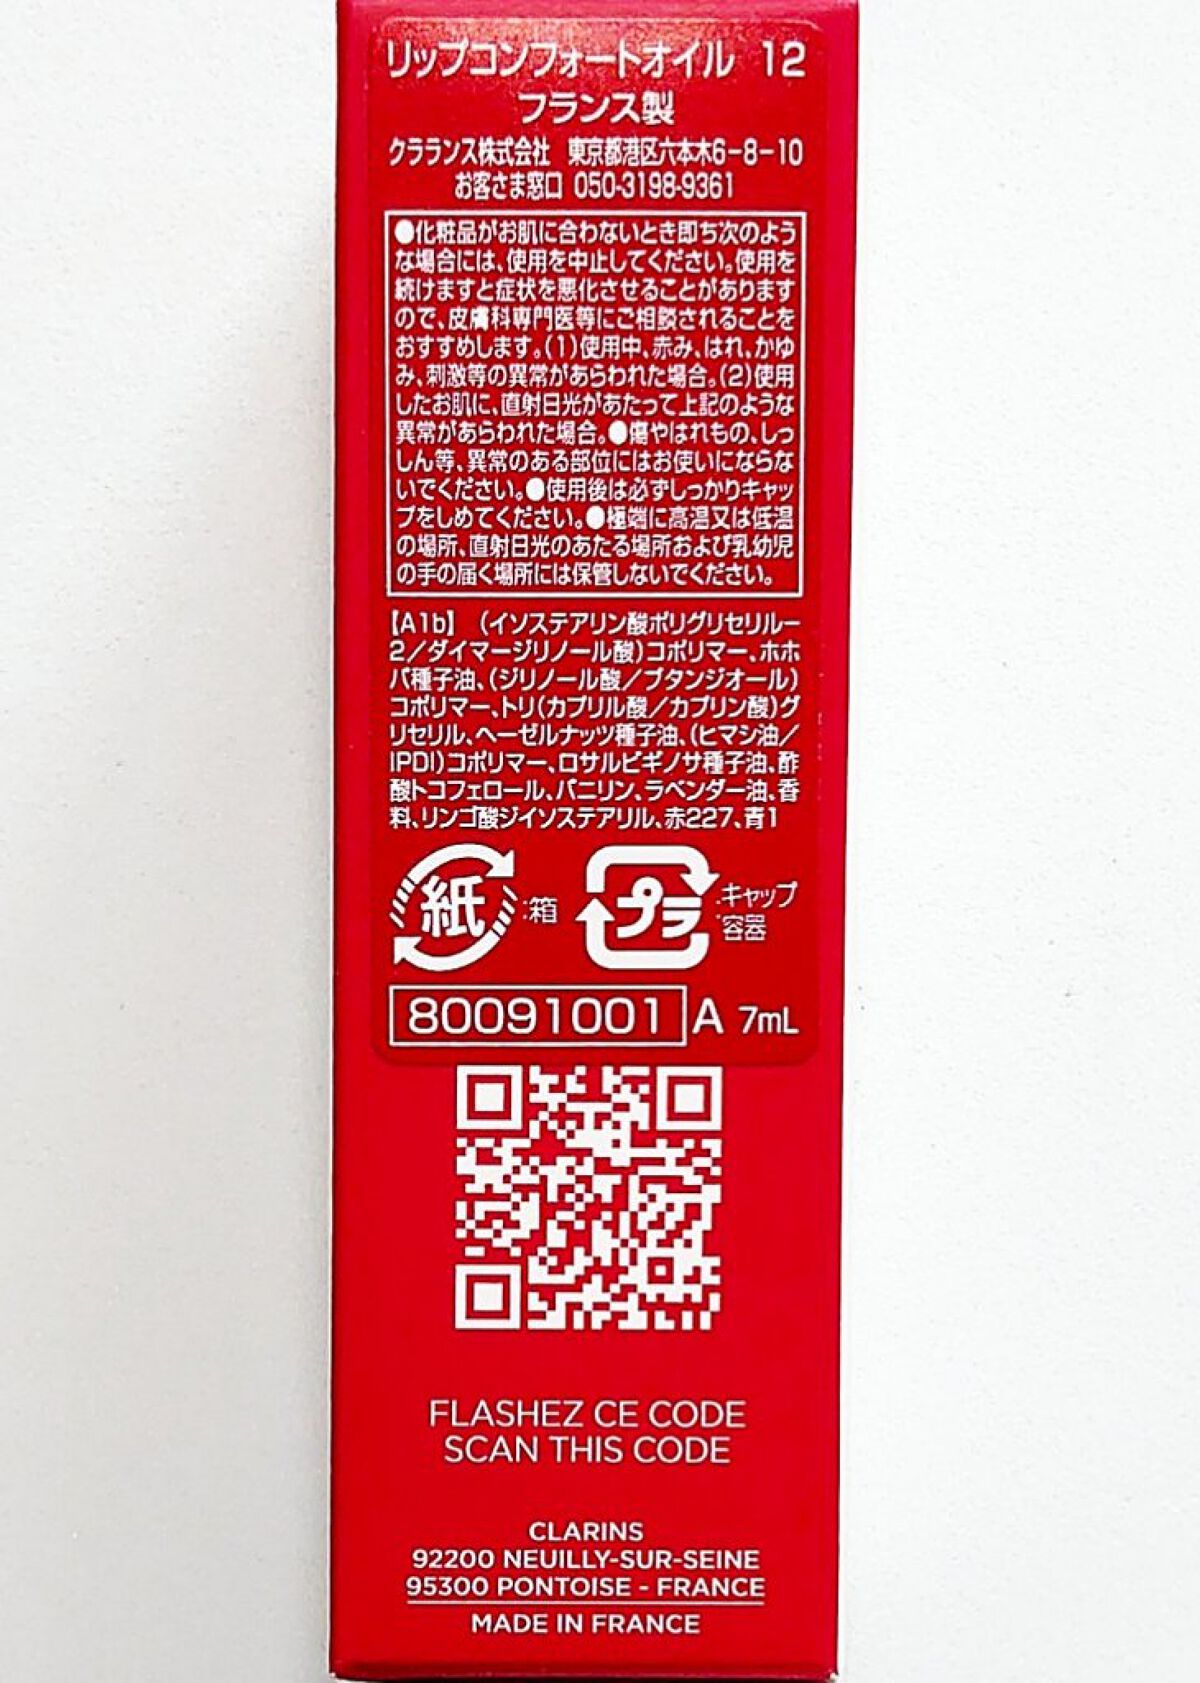 リップコンフォートオイル 12
フランス製
クラランス株式会社 東京都港区六本木6-8-10
お客さま窓口 050-3198-9361
●化粧品がお肌に合わないとき即ち次のよう
な場合には、使用を中止してください。使用を
続けますと症状を悪化させることがあります
ので、皮膚科専門医等にご相談されることを
おすすめします。(1)使用中、赤み、はれ、かゆ
み、刺激等の異常があらわれた場合。(2)使用
したお肌に、直射日光があたって上記のような
異常があらわれた場合。●傷やはれもの、しっ
しん等、異常のある部位にはお使いにならな
いでください。●使用後は必ずしっかりキャッ
プをしめてください。●極端に高温又は低温
の場所、直射日光のあたる場所および乳幼児
の手の届く場所には保管しないでください。
【A1b】(イソステアリン酸ポリグリセリル-
2/ダイマージリノール酸)コポリマー、ホホ
バ種子油、(ジリノール酸/ブタンジオール)
コポリマー、トリ(カプリル酸/カプリン酸)グ
リセリル、ヘーゼルナッツ種子油、(ヒマシ油/
IPDI)コポリマー、ロサルビギノサ種子油、酢
酸トコフェロール、バニリン、ラベンダー油、香
料、リンゴ酸ジイソステアリル、赤227、青1
紙 :箱
プラ :キャップ
:容器
80091001 A 7mL
FLASHEZ CE CODE
SCAN THIS CODE
CLARINS
92200 NEUILLY-SUR-SEINE
95300 PONTOISE - FRANCE
MADE IN FRANCE